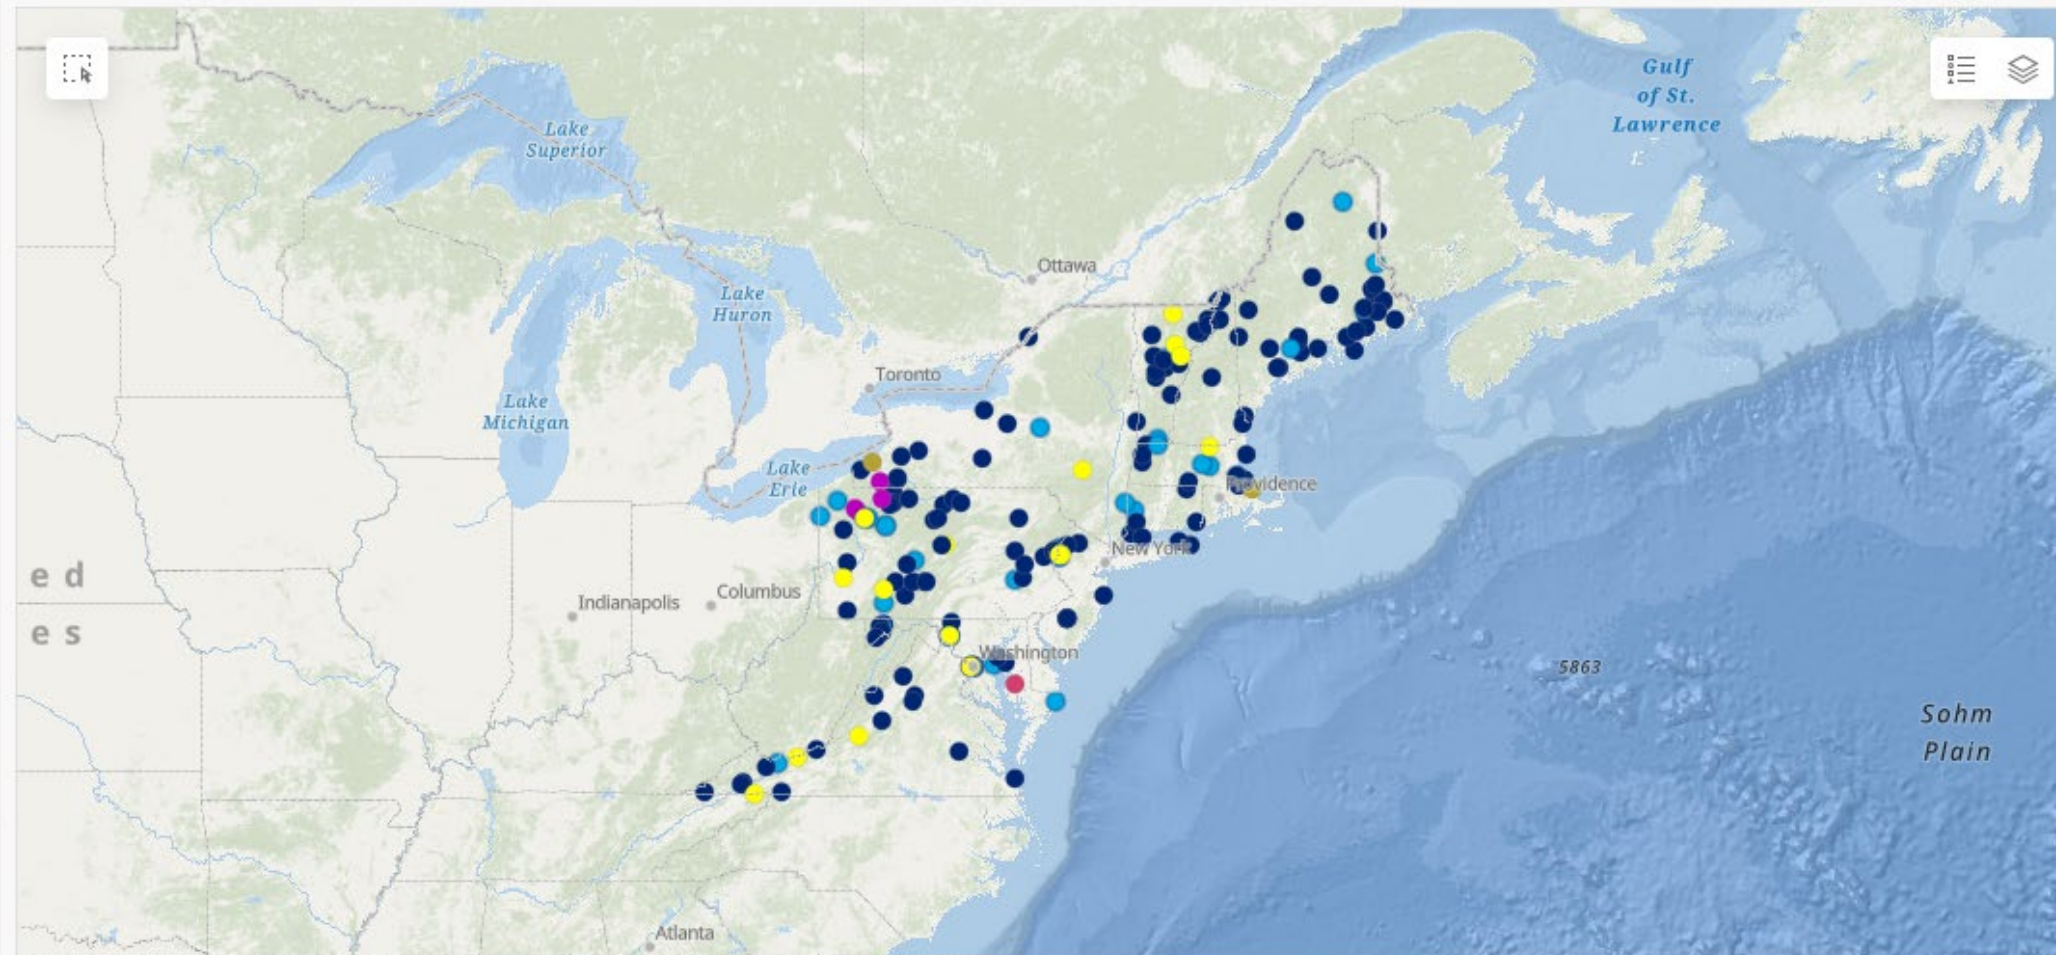 Gulf
of St.
Lawrence
Lake
Superior
Ottawa
Lake
Huron
Toronto
Lake
Michigan
Lake
Erie
Providence
New York
e d
Columbus
Indianapolis
e s
Washington
5863
Sohm
Plain
Atlanta